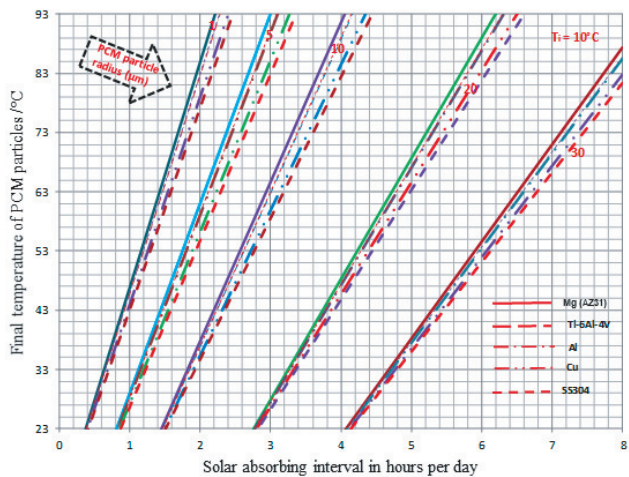 93
83
73
63
53
43
33
23
Final temperature of PCM particles /°C
PCM particle
radius (µm)
1
5
10
20
30
Ti = 10°C
Mg (AZ31)
Ti-6Al-4V
Al
Cu
SS304
0 1 2 3 4 5 6 7 8
Solar absorbing interval in hours per day